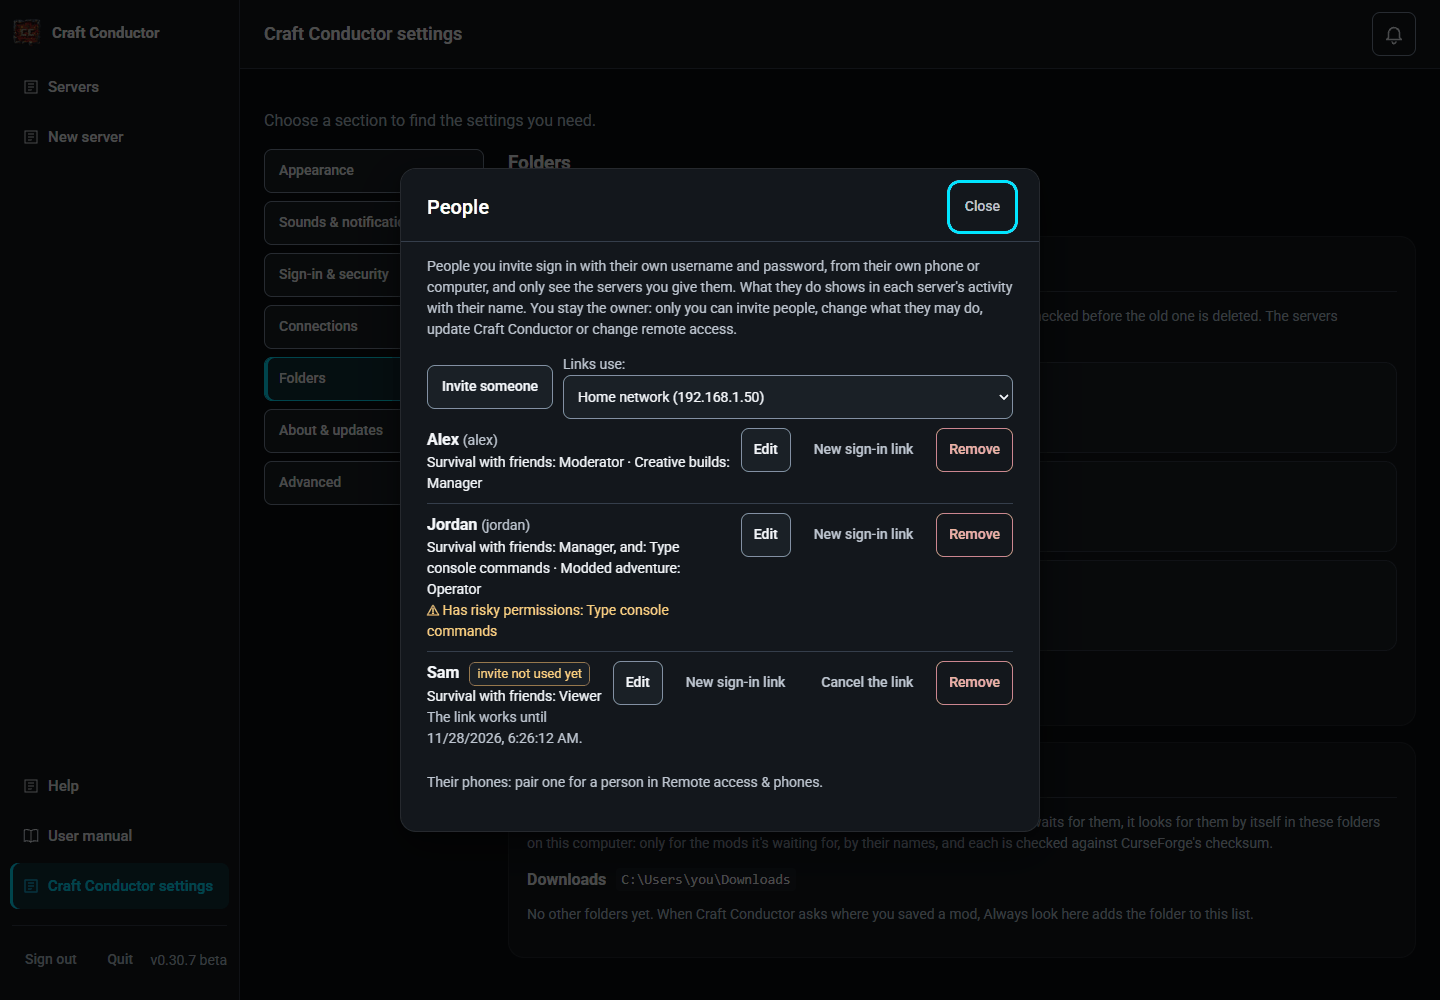 Craft Conductor
Craft Conductor settings
Servers
New server
Choose a section to find the settings you need.
Appearance
Sounds & notificatio
Sign-in & security
Connections
Folders
About & updates
Advanced
Folders
People
Close
People you invite sign in with their own username and password, from their own phone or
computer, and only see the servers you give them. What they do shows in each server's activity
with their name. You stay the owner: only you can invite people, change what they may do,
update Craft Conductor or change remote access.
Invite someone
Links use:
Home network (192.168.1.50)
Alex (alex)
Survival with friends: Moderator · Creative builds:
Manager
Edit
New sign-in link
Remove
Jordan (jordan)
Survival with friends: Manager, and: Type
console commands · Modded adventure:
Operator
⚠ Has risky permissions: Type console
commands
Edit
New sign-in link
Remove
Sam invite not used yet
Survival with friends: Viewer
The link works until
11/28/2026, 6:26:12 AM.
Edit
New sign-in link
Cancel the link
Remove
Their phones: pair one for a person in Remote access & phones.
ecked before the old one is deleted. The servers
aits for them, it looks for them by itself in these folders
on this computer: only for the mods it's waiting for, by their names, and each is checked against CurseForge's checksum.
Downloads C:\Users\you\Downloads
No other folders yet. When Craft Conductor asks where you saved a mod, Always look here adds the folder to this list.
Help
User manual
Craft Conductor settings
Sign out
Quit
v0.30.7 beta